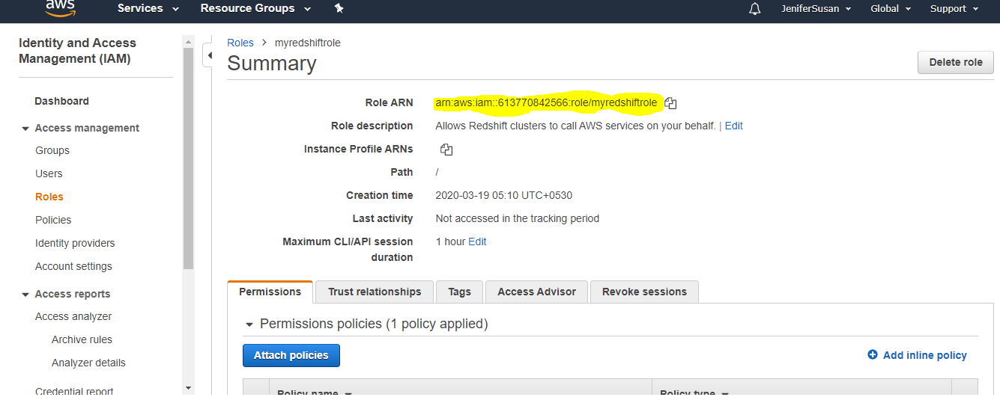 aws Services Resource Groups JeniferSusan Global Support
Identity and Access
Management (IAM)
Dashboard
Access management
Groups
Users
Roles
Policies
Identity providers
Account settings
Access reports
Access analyzer
Archive rules
Analyzer details
Credential report
Roles > myredshiftrole
Summary
Delete role
Role ARN arn:aws:iam::613770842566:role/myredshiftrole
Role description Allows Redshift clusters to call AWS services on your behalf. | Edit
Instance Profile ARNs
Path /
Creation time 2020-03-19 05:10 UTC+0530
Last activity Not accessed in the tracking period
Maximum CLI/API session
duration
1 hour Edit
Permissions Trust relationships Tags Access Advisor Revoke sessions
Permissions policies (1 policy applied)
Attach policies Add inline policy
Policy name Policy type